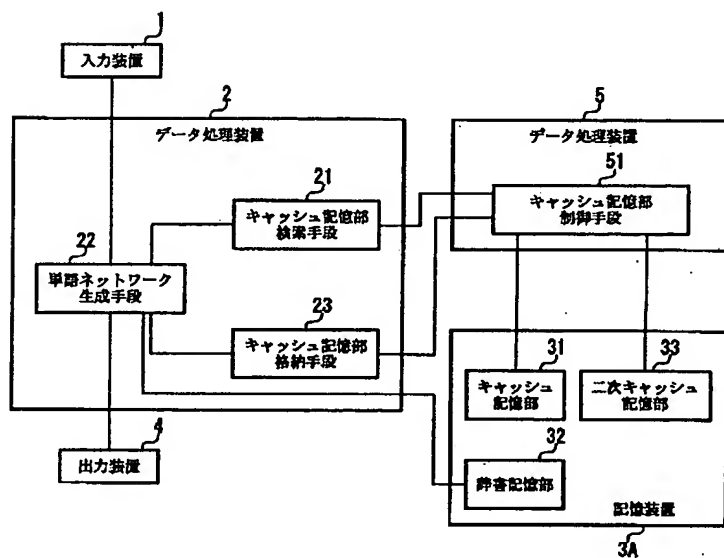 1
入力装置
2
データ処理装置
21
キャッシュ記憶部
検索手段
22
単語ネットワーク
生成手段
23
キャッシュ記憶部
格納手段
4
出力装置
5
データ処理装置
51
キャッシュ記憶部
制御手段
31
キャッシュ
記憶部
33
二次キャッシュ
記憶部
32
辞書記憶部
記憶装置
3A